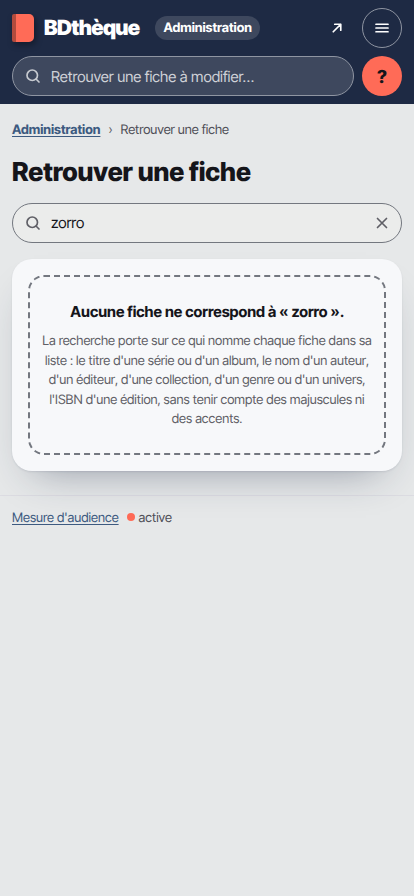 BDthèque Administration
Retrouver une fiche à modifier...
?
Administration › Retrouver une fiche
Retrouver une fiche
zorro
Aucune fiche ne correspond à « zorro ».
La recherche porte sur ce qui nomme chaque fiche dans sa
liste : le titre d'une série ou d'un album, le nom d'un auteur,
d'un éditeur, d'une collection, d'un genre ou d'un univers,
l'ISBN d'une édition, sans tenir compte des majuscules ni
des accents.
Mesure d'audience active